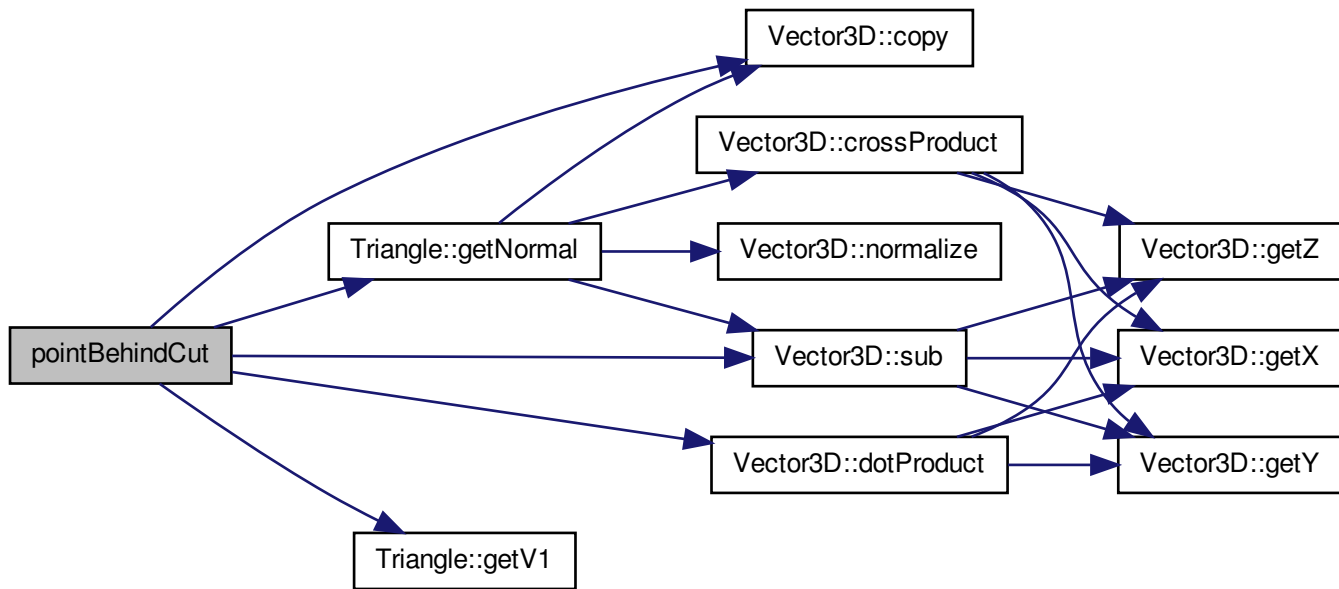 Vector3D::copy
Vector3D::crossProduct
Triangle::getNormal
Vector3D::normalize
Vector3D::getZ
pointBehindCut
Vector3D::sub
Vector3D::getX
Vector3D::dotProduct
Vector3D::getY
Triangle::getV1